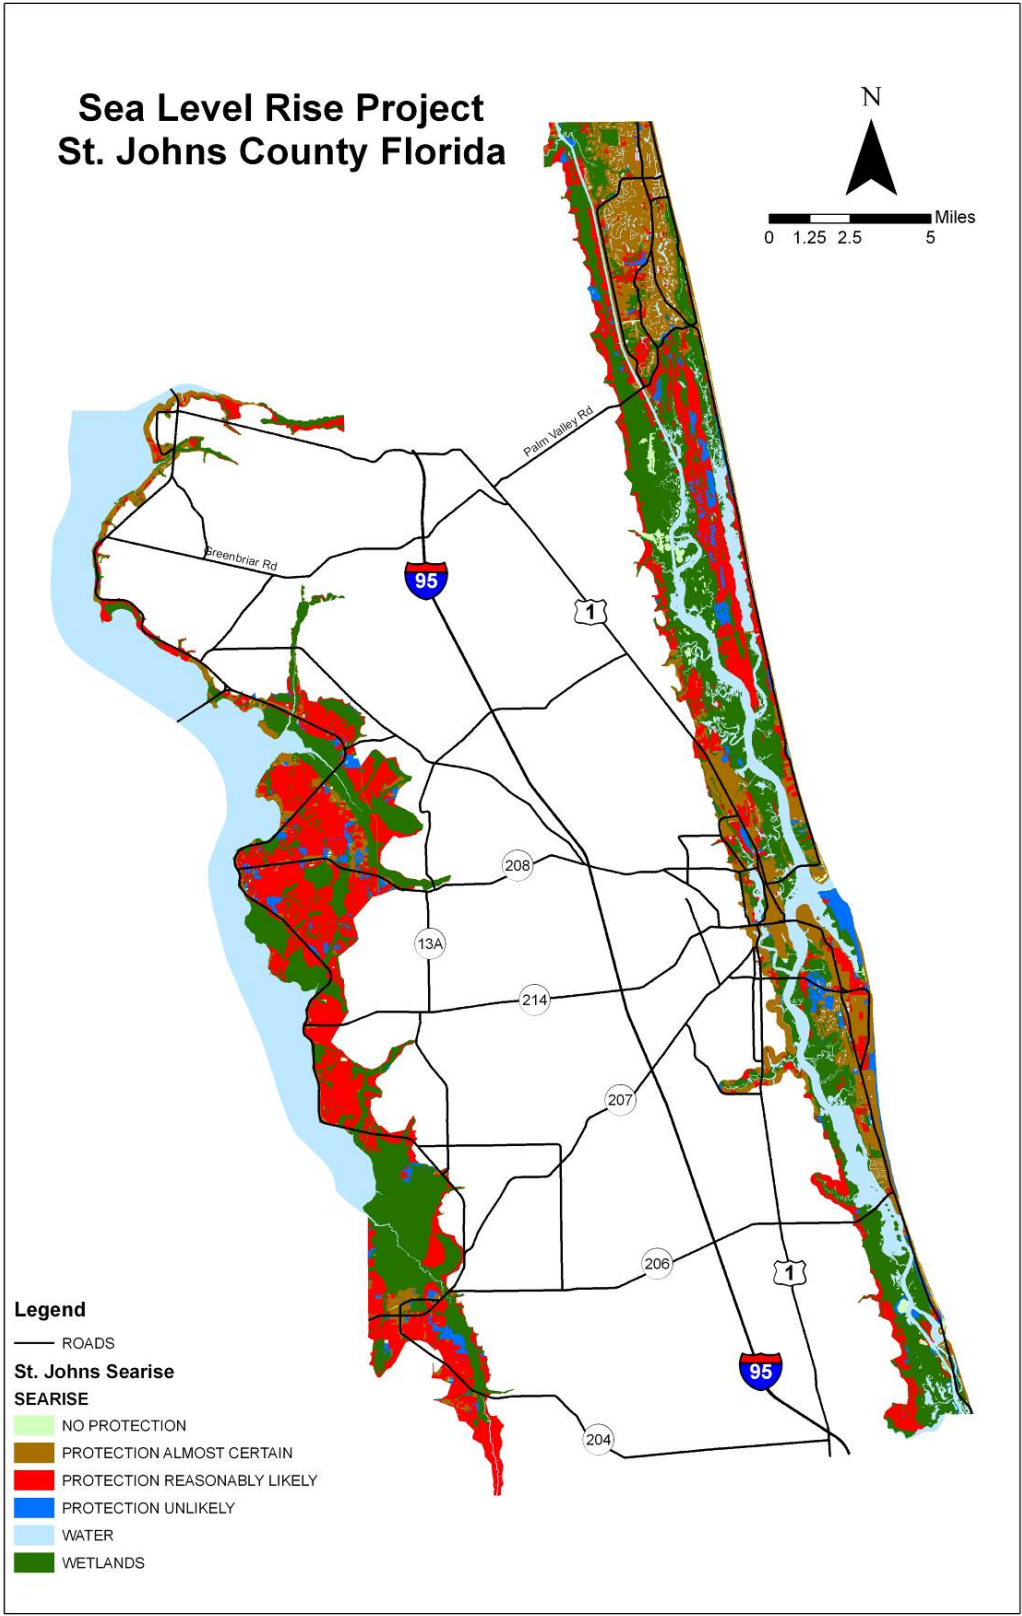 Sea Level Rise Project
St. Johns County Florida
N
Miles
0 1.25 2.5 5
Palm Valley Rd
Greenbriar Rd
95
1
208
13A
214
207
206
1
95
204
Legend
ROADS
St. Johns Searise
SEARISE
NO PROTECTION
PROTECTION ALMOST CERTAIN
PROTECTION REASONABLY LIKELY
PROTECTION UNLIKELY
WATER
WETLANDS